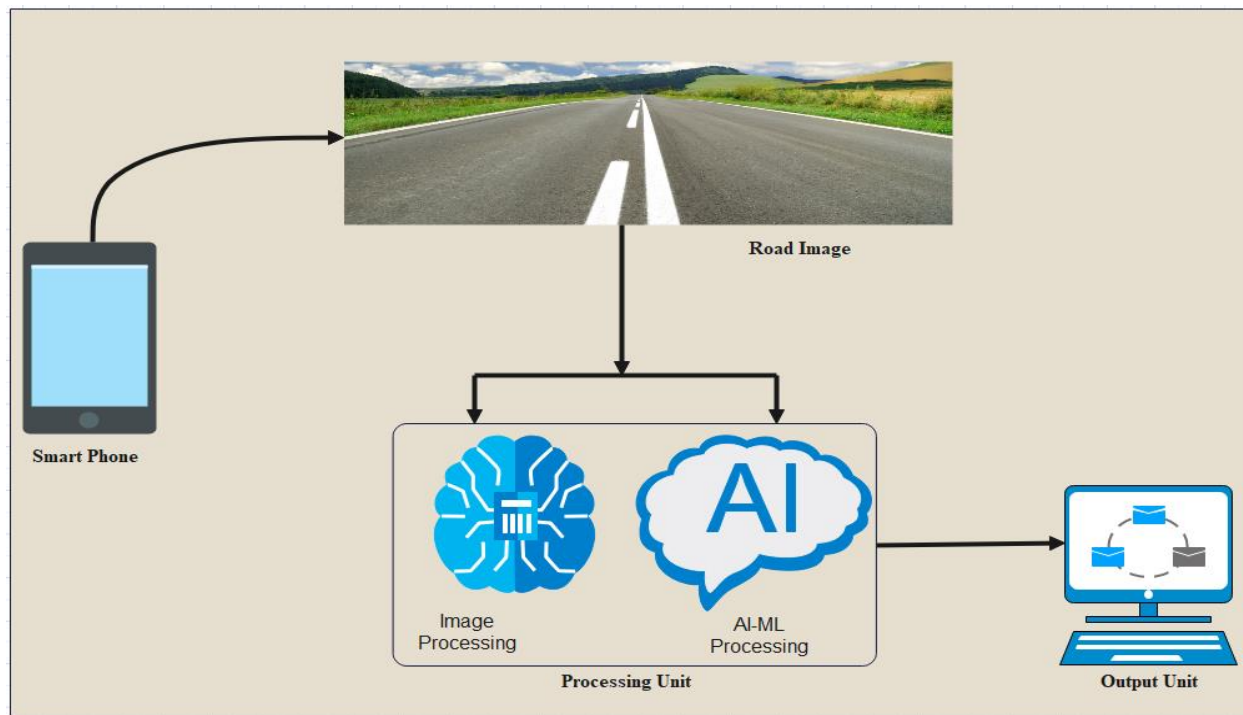 Road Image
Smart Phone
AI
Image
Processing
AI-ML
Processing
Processing Unit
Output Unit